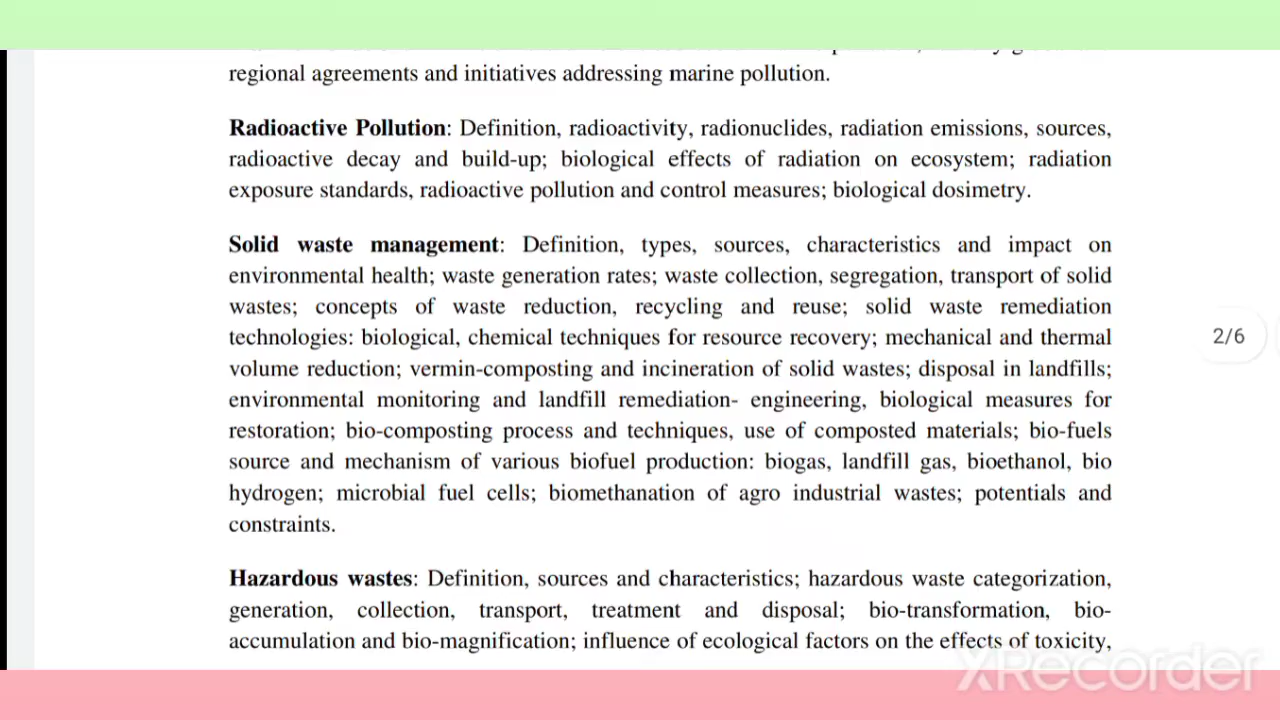 regional agreements and initiatives addressing marine pollution.
Radioactive Pollution: Definition, radioactivity, radionuclides, radiation emissions, sources,
radioactive decay and build-up; biological effects of radiation on ecosystem; radiation
exposure standards, radioactive pollution and control measures; biological dosimetry.
Solid waste management: Definition, types, sources, characteristics and impact on
environmental health; waste generation rates; waste collection, segregation, transport of solid
wastes; concepts of waste reduction, recycling and reuse; solid waste remediation
technologies: biological, chemical techniques for resource recovery; mechanical and thermal
volume reduction; vermin-composting and incineration of solid wastes; disposal in landfills;
environmental monitoring and landfill remediation- engineering, biological measures for
restoration; bio-composting process and techniques, use of composted materials; bio-fuels
source and mechanism of various biofuel production: biogas, landfill gas, bioethanol, bio
hydrogen; microbial fuel cells; biomethanation of agro industrial wastes; potentials and
constraints.
Hazardous wastes: Definition, sources and characteristics; hazardous waste categorization,
generation, collection, transport, treatment and disposal; bio-transformation, bio-
accumulation and bio-magnification; influence of ecological factors on the effects of toxicity,
2/6
XRecorder